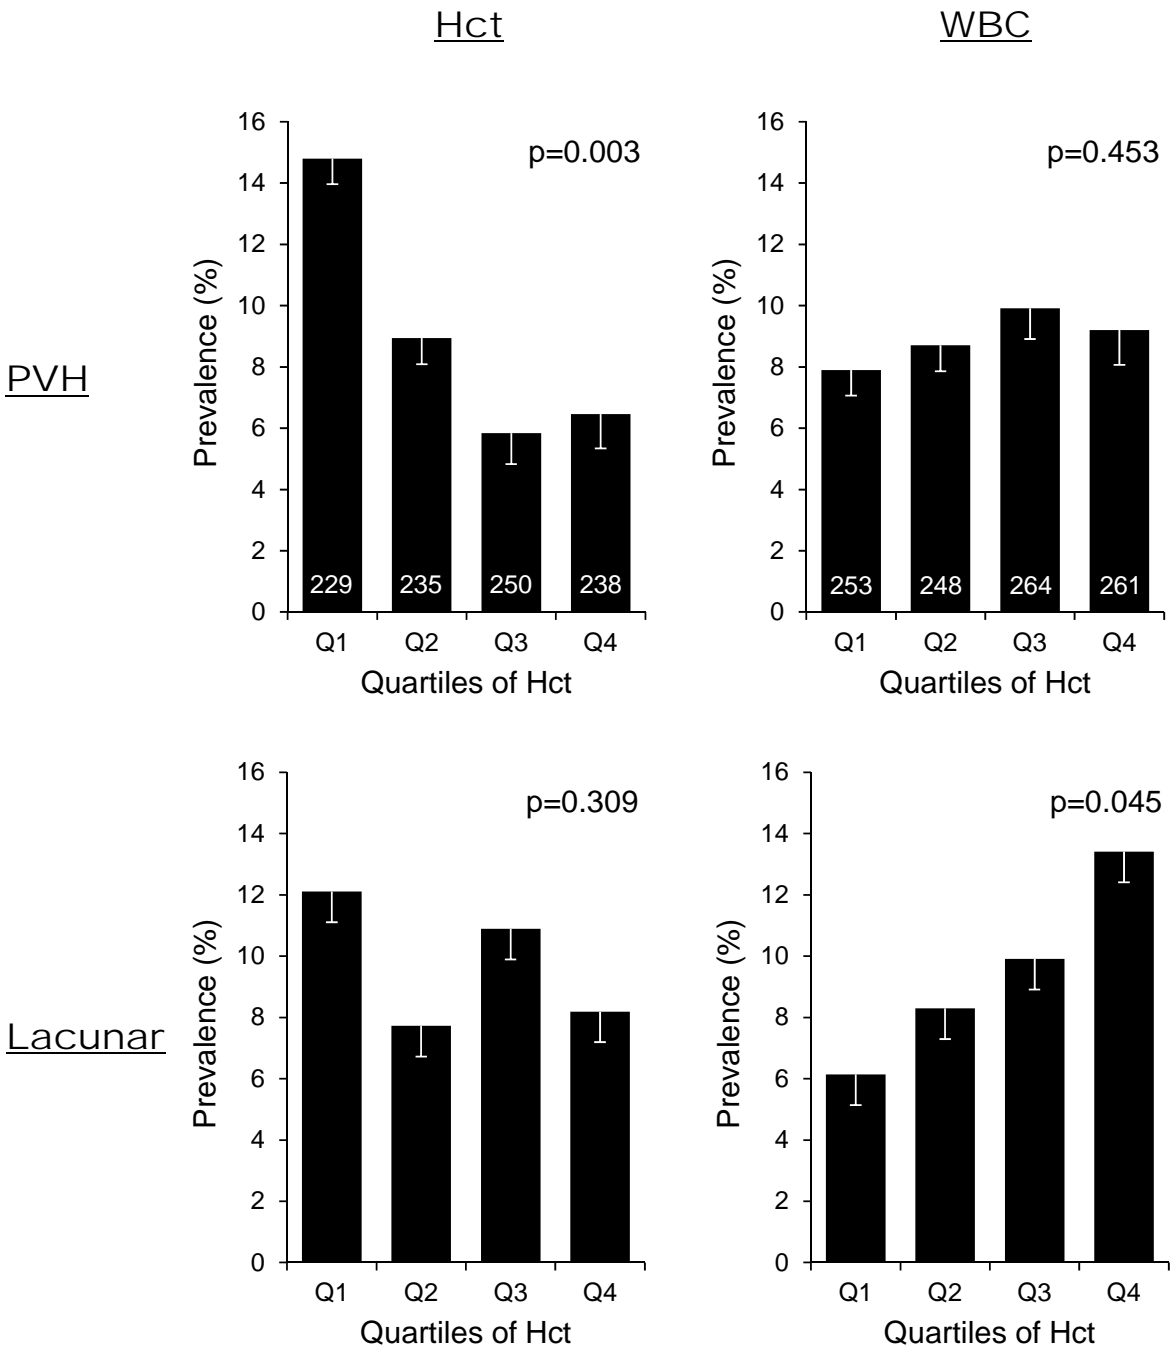 Hct
WBC
PVH
Prevalence (%)
16
14
12
10
8
6
4
2
0
p=0.003
229 235 250 238
Q1 Q2 Q3 Q4
Quartiles of Hct
Prevalence (%)
16
14
12
10
8
6
4
2
0
p=0.453
253 248 264 261
Q1 Q2 Q3 Q4
Quartiles of Hct
Lacunar
Prevalence (%)
16
14
12
10
8
6
4
2
0
p=0.309
Q1 Q2 Q3 Q4
Quartiles of Hct
Prevalence (%)
16
14
12
10
8
6
4
2
0
p=0.045
Q1 Q2 Q3 Q4
Quartiles of Hct